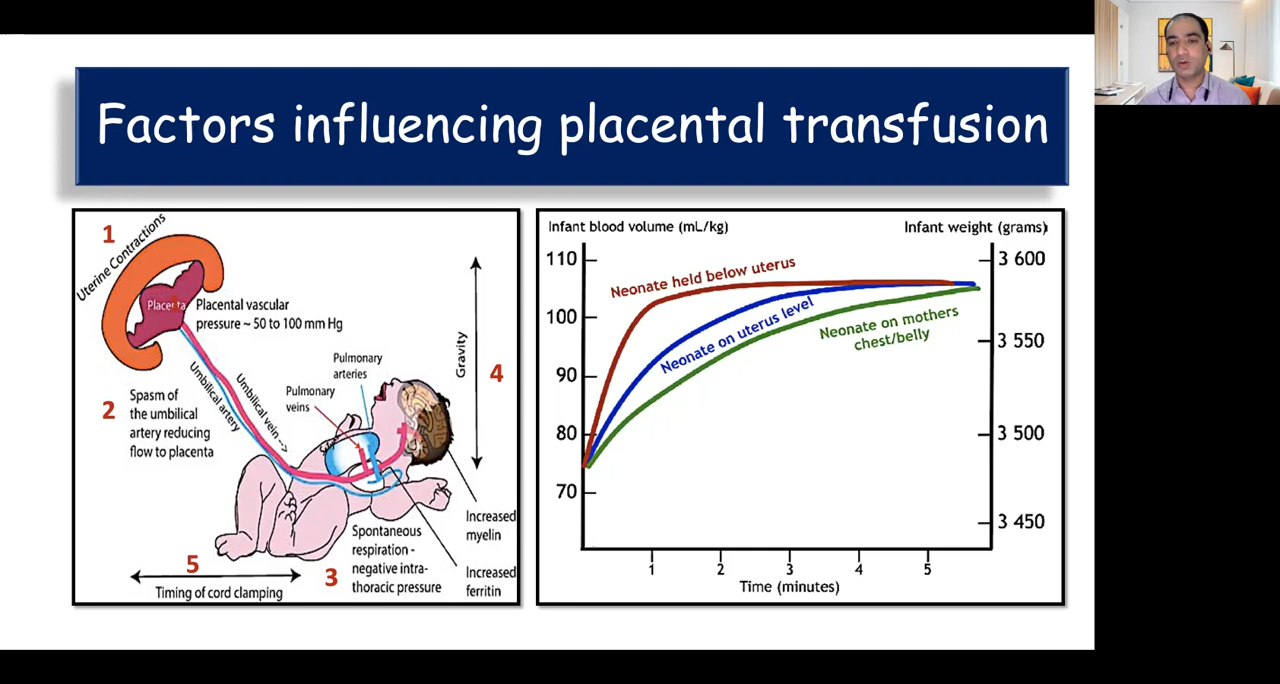 Factors influencing placental transfusion
1
Uterine Contractions
Placenta
Placental vascular
pressure ~ 50 to 100 mm Hg
2
Spasm of
the umbilical
artery reducing
flow to placenta
Umbilical artery
Umbilical vein -->
Pulmonary
arteries
Pulmonary
veins
Gravity
4
Increased
myelin
Increased
ferritin
3
Spontaneous
respiration -
negative intra-
thoracic pressure
5
Timing of cord clamping
Infant blood volume (mL/kg)
Infant weight (grams)
110
100
90
80
70
3 600
3 550
3 500
3 450
Neonate held below uterus
Neonate on uterus level
Neonate on mothers
chest/belly
1 2 3 4 5
Time (minutes)